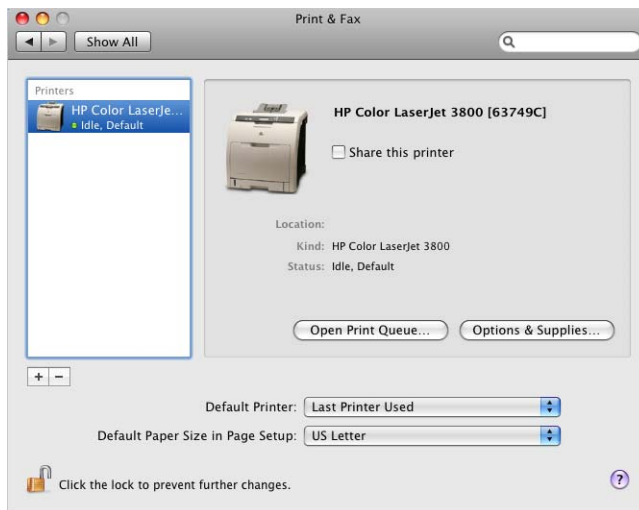 Print & Fax
Show All
Printers
HP Color LaserJe...
Idle, Default
HP Color LaserJet 3800 [63749C]
Share this printer
Location:
Kind: HP Color LaserJet 3800
Status: Idle, Default
Open Print Queue... Options & Supplies...
+ −
Default Printer: Last Printer Used
Default Paper Size in Page Setup: US Letter
Click the lock to prevent further changes. ?